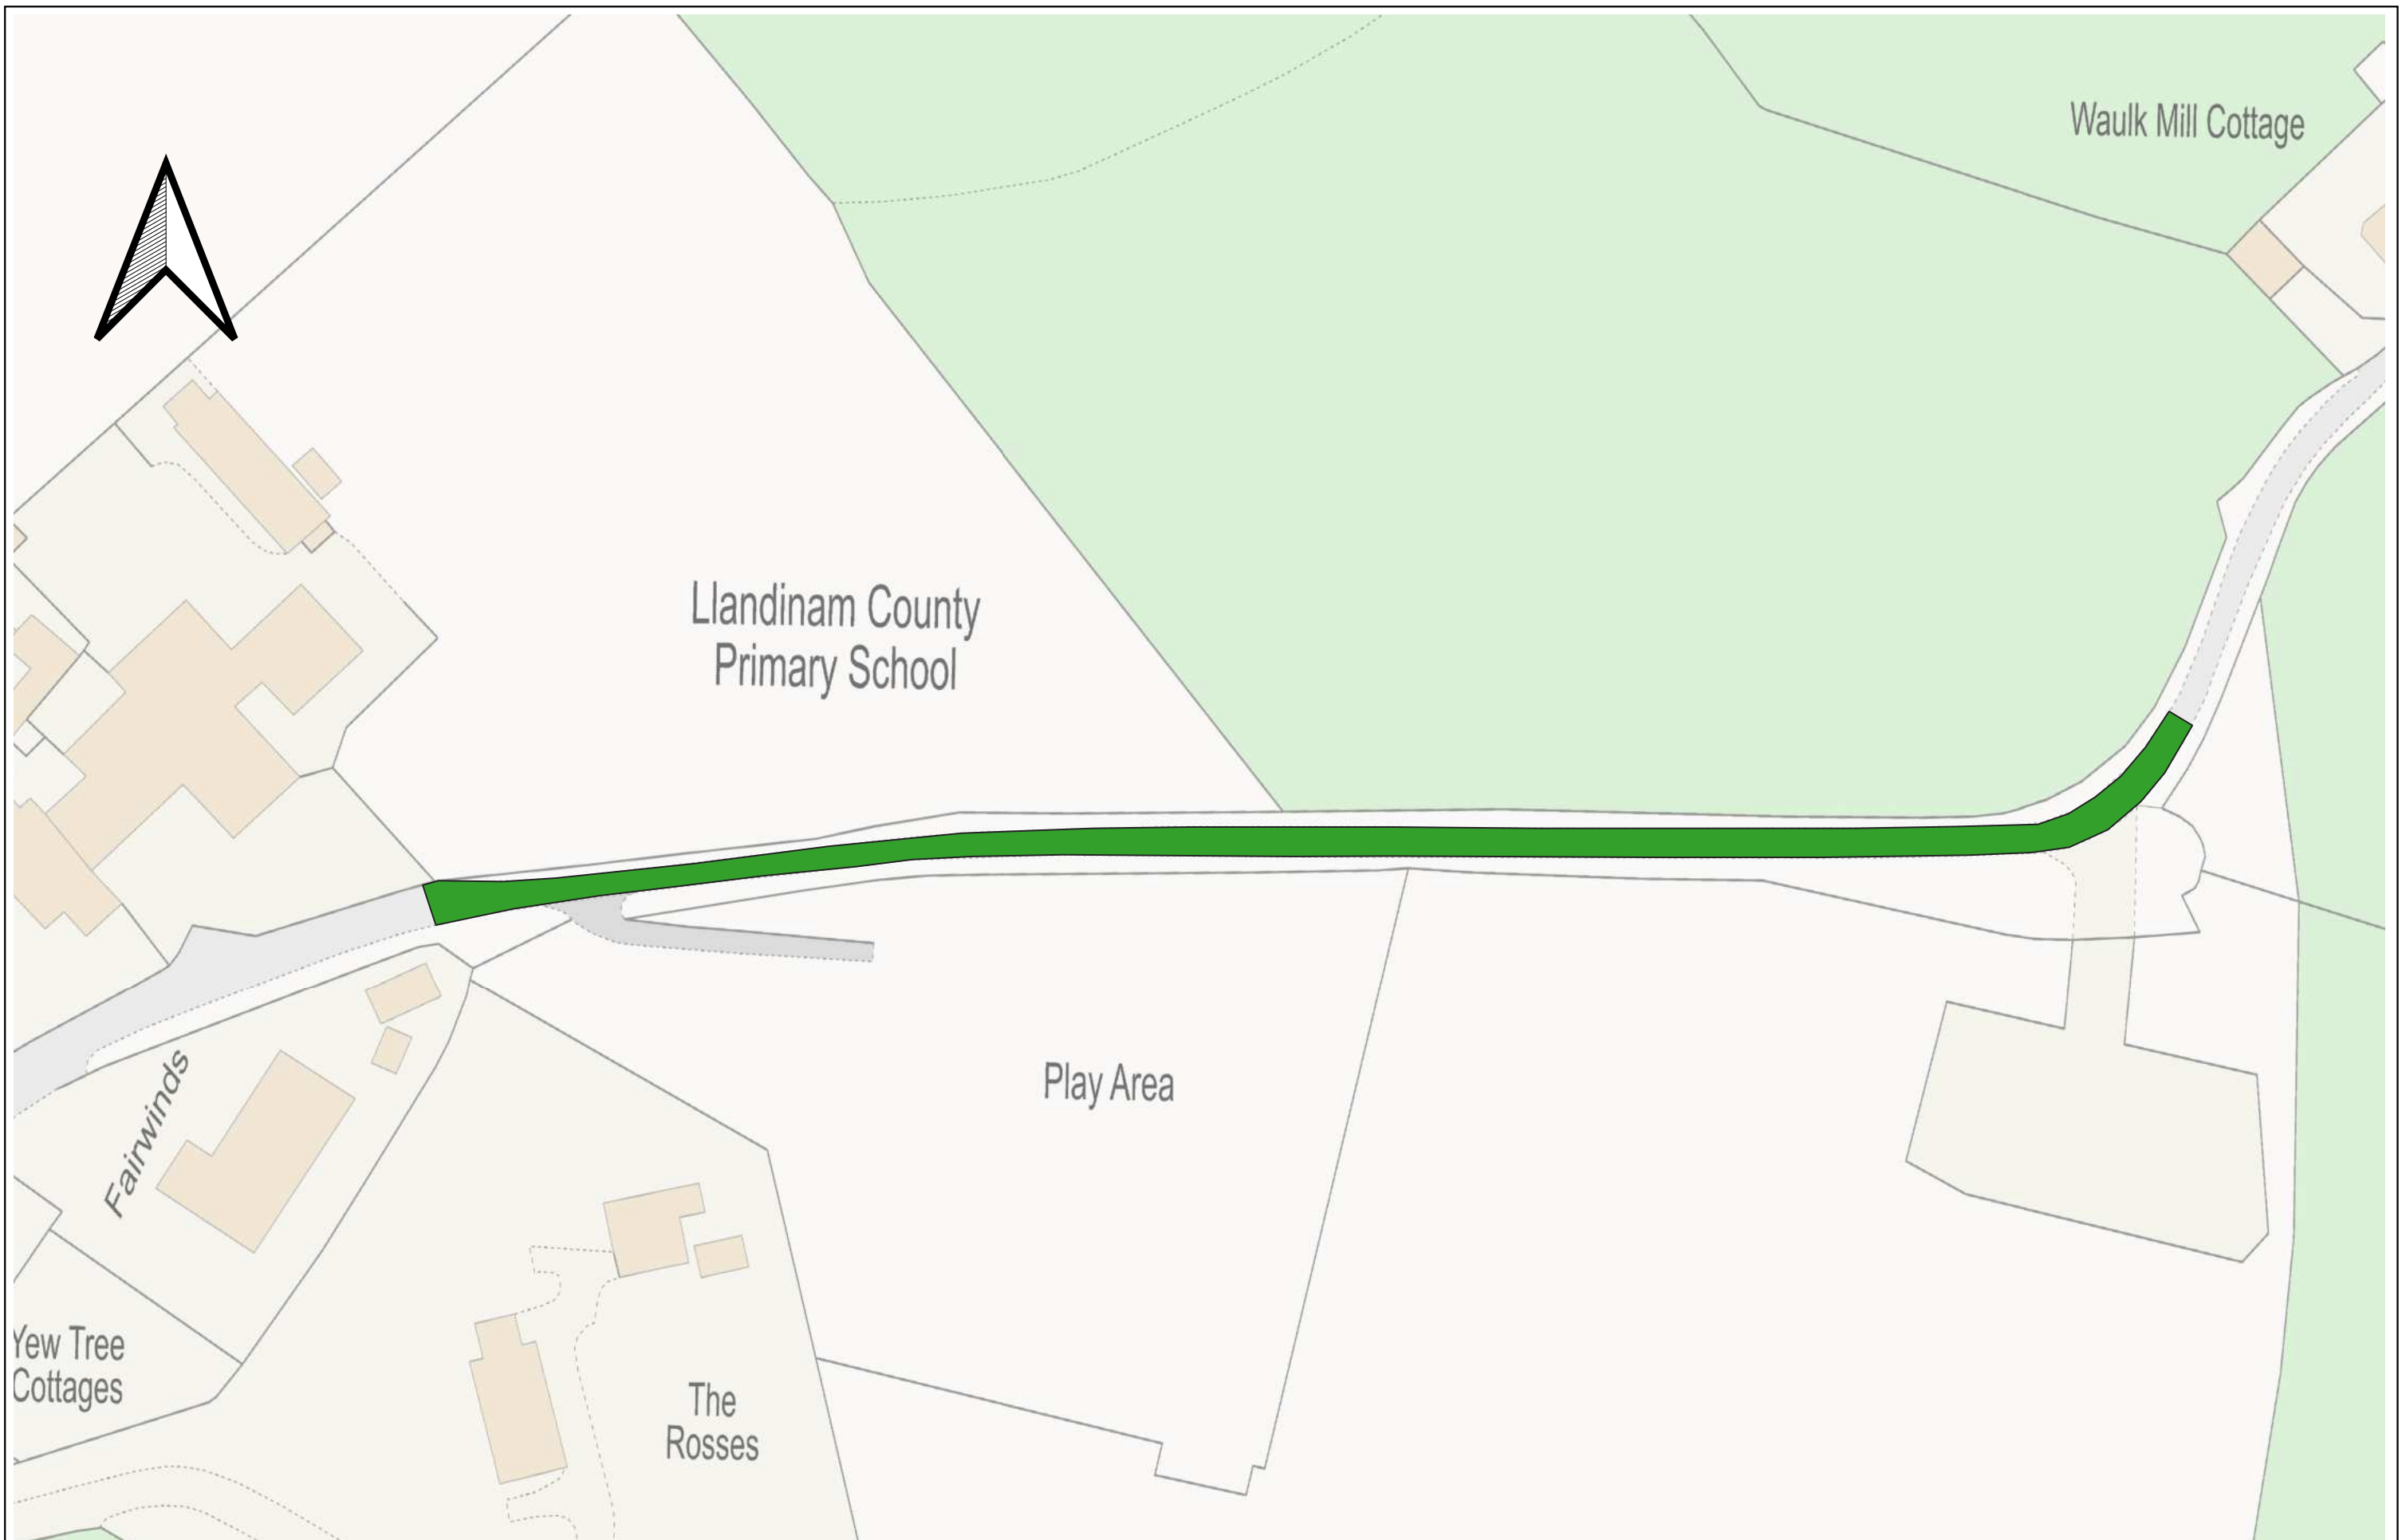 Waulk Mill Cottage
Llandinam County
Primary School
Play Area
Fairwinds
Yew Tree
Cottages
The
Rosses